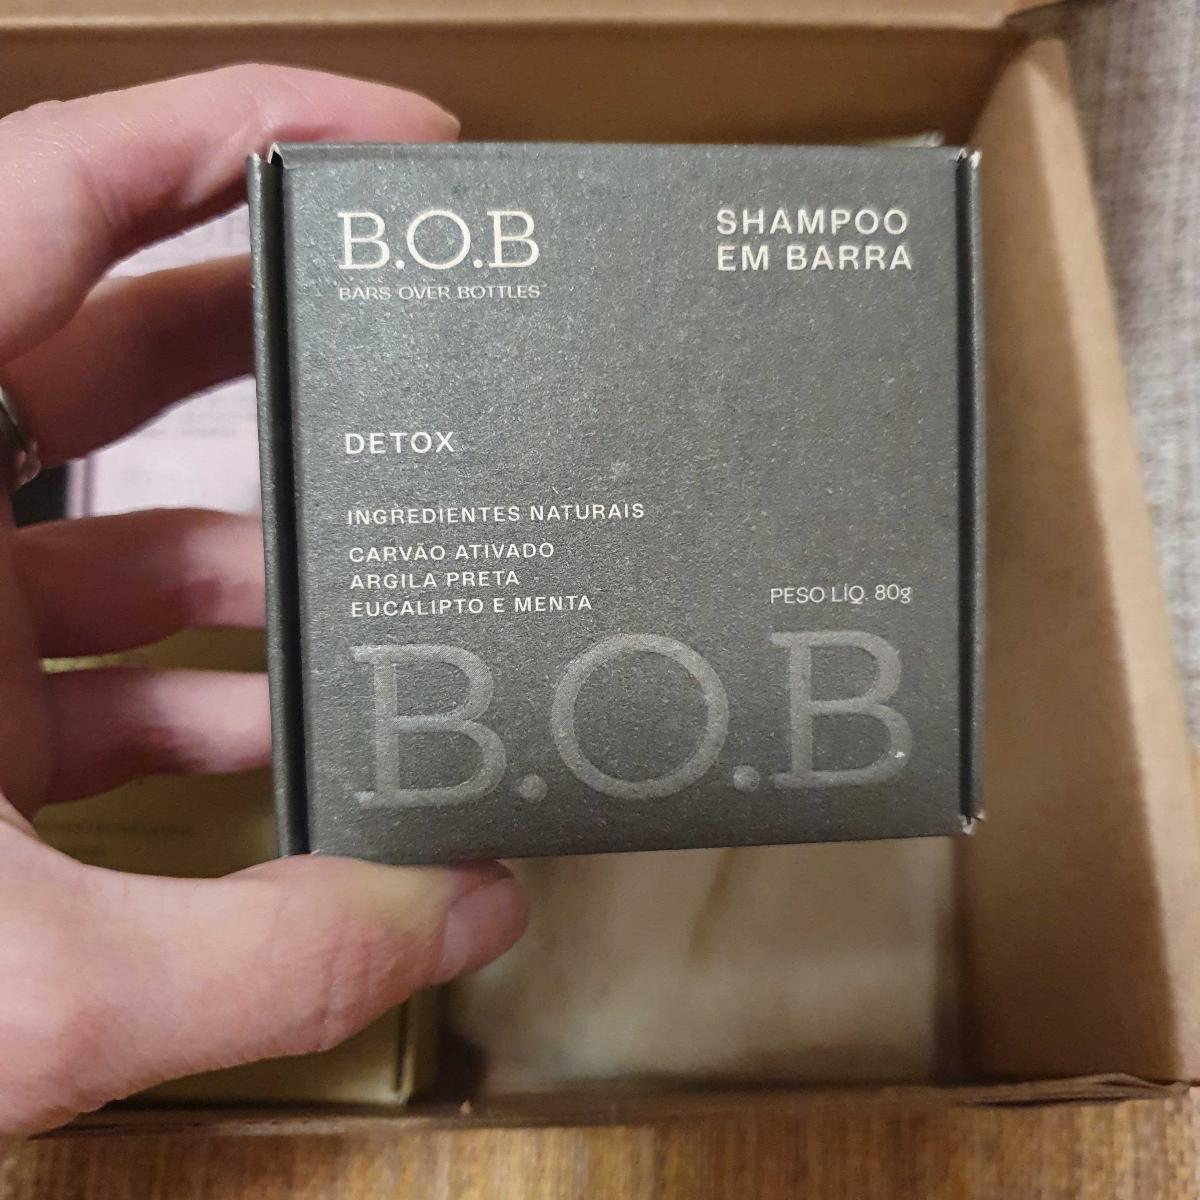 B.O.B
BARS OVER BOTTLES
SHAMPOO
EM BARRA
DETOX
INGREDIENTES NATURAIS
CARVÃO ATIVADO
ARGILA PRETA
EUCALIPTO E MENTA
PESO LÍQ. 80g
B.O.B